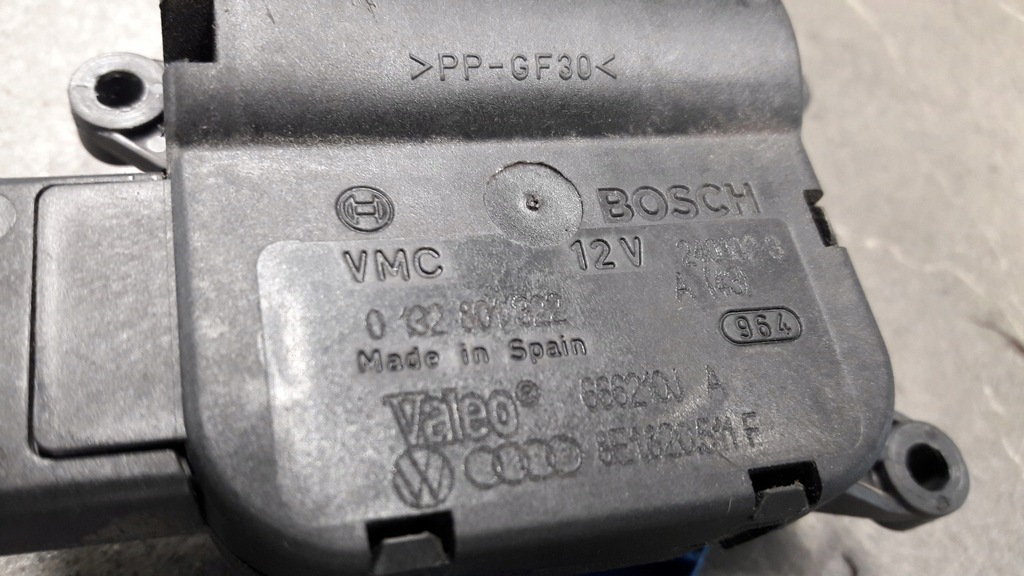 >PP-GF30<
BOSCH
VMC 12V
A
0 132 801 322
964
Made in Spain
Valeo® A
8E1820511F